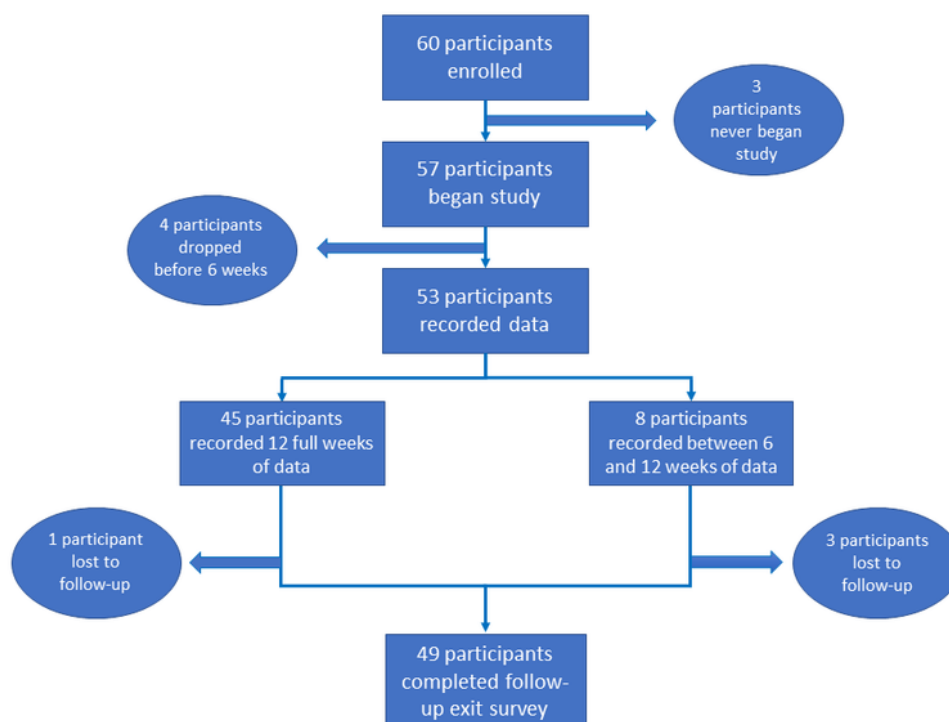 60 participants
enrolled
3
participants
never began
study
57 participants
began study
4 participants
dropped
before 6 weeks
53 participants
recorded data
45 participants
recorded 12 full weeks
of data
8 participants
recorded between 6
and 12 weeks of data
1 participant
lost to
follow-up
3 participants
lost to
follow-up
49 participants
completed follow-
up exit survey